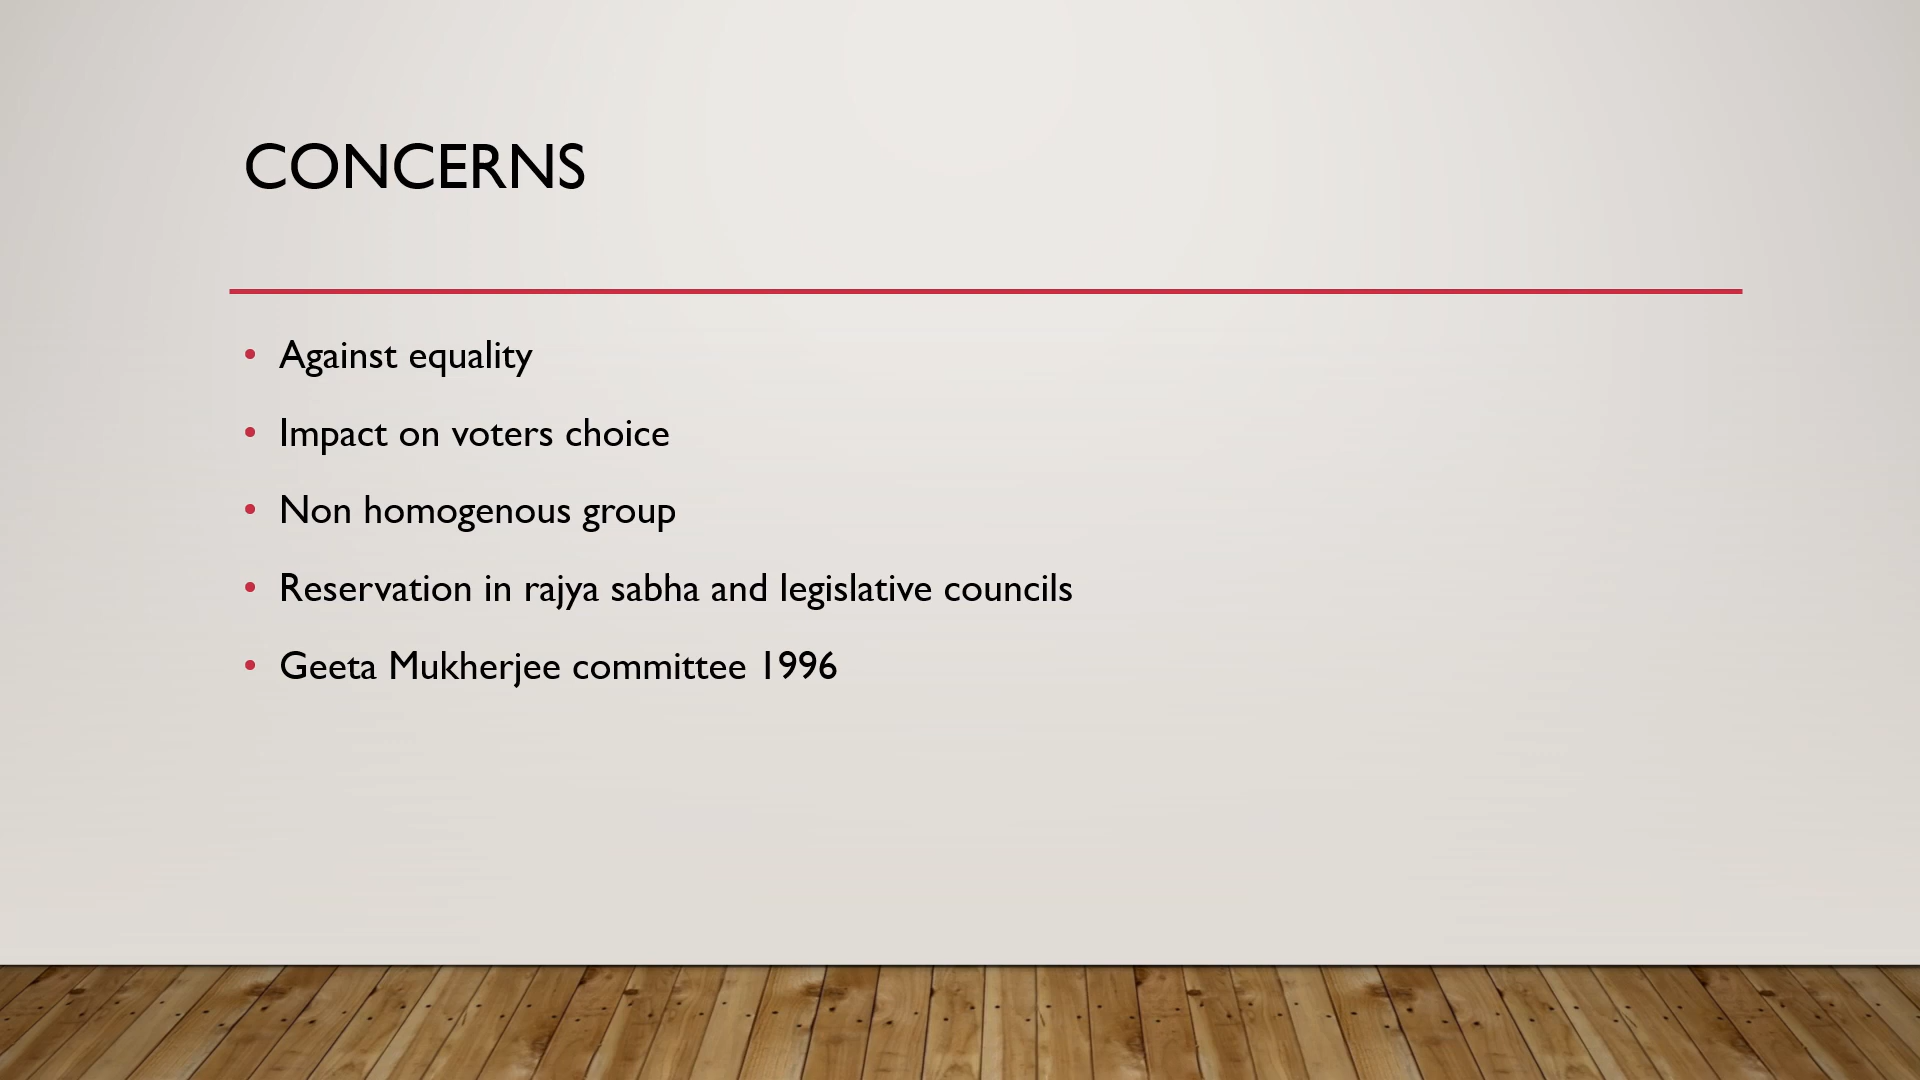 CONCERNS
• Against equality
• Impact on voters choice
• Non homogenous group
• Reservation in rajya sabha and legislative councils
• Geeta Mukherjee committee 1996